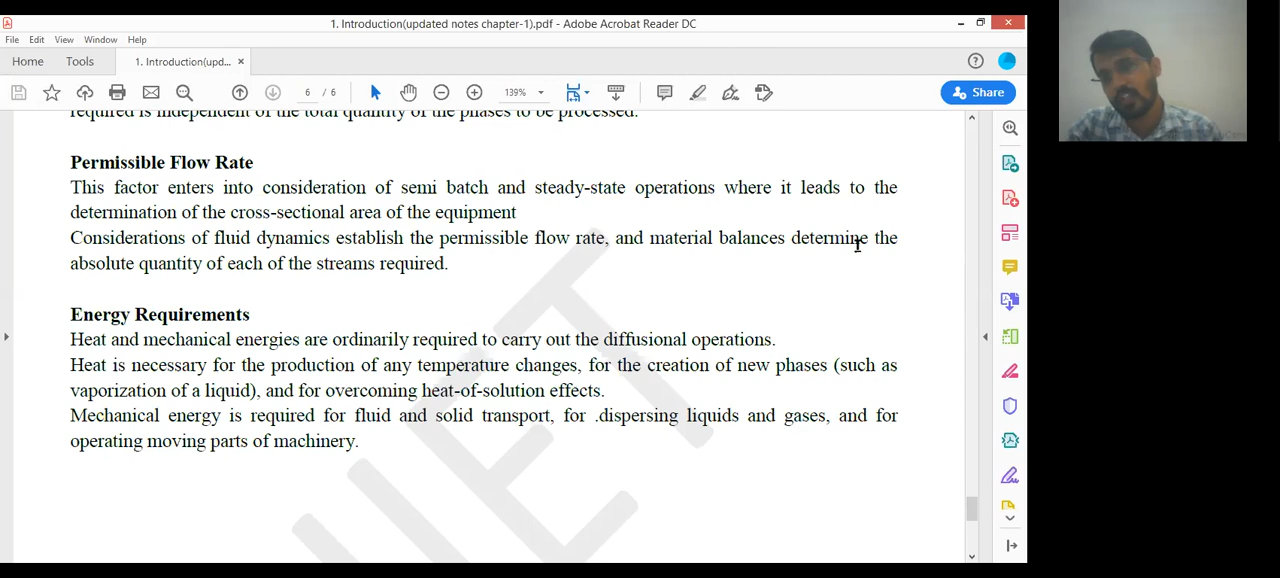 1. Introduction(updated notes chapter-1).pdf - Adobe Acrobat Reader DC
File Edit View Window Help
Home Tools 1. Introduction(upd... ×
6 / 6 139% Share
required is independent of the total quantity of the phases to be processed.
Permissible Flow Rate
This factor enters into consideration of semi batch and steady-state operations where it leads to the
determination of the cross-sectional area of the equipment
Considerations of fluid dynamics establish the permissible flow rate, and material balances determine the
absolute quantity of each of the streams required.
Energy Requirements
Heat and mechanical energies are ordinarily required to carry out the diffusional operations.
Heat is necessary for the production of any temperature changes, for the creation of new phases (such as
vaporization of a liquid), and for overcoming heat-of-solution effects.
Mechanical energy is required for fluid and solid transport, for .dispersing liquids and gases, and for
operating moving parts of machinery.